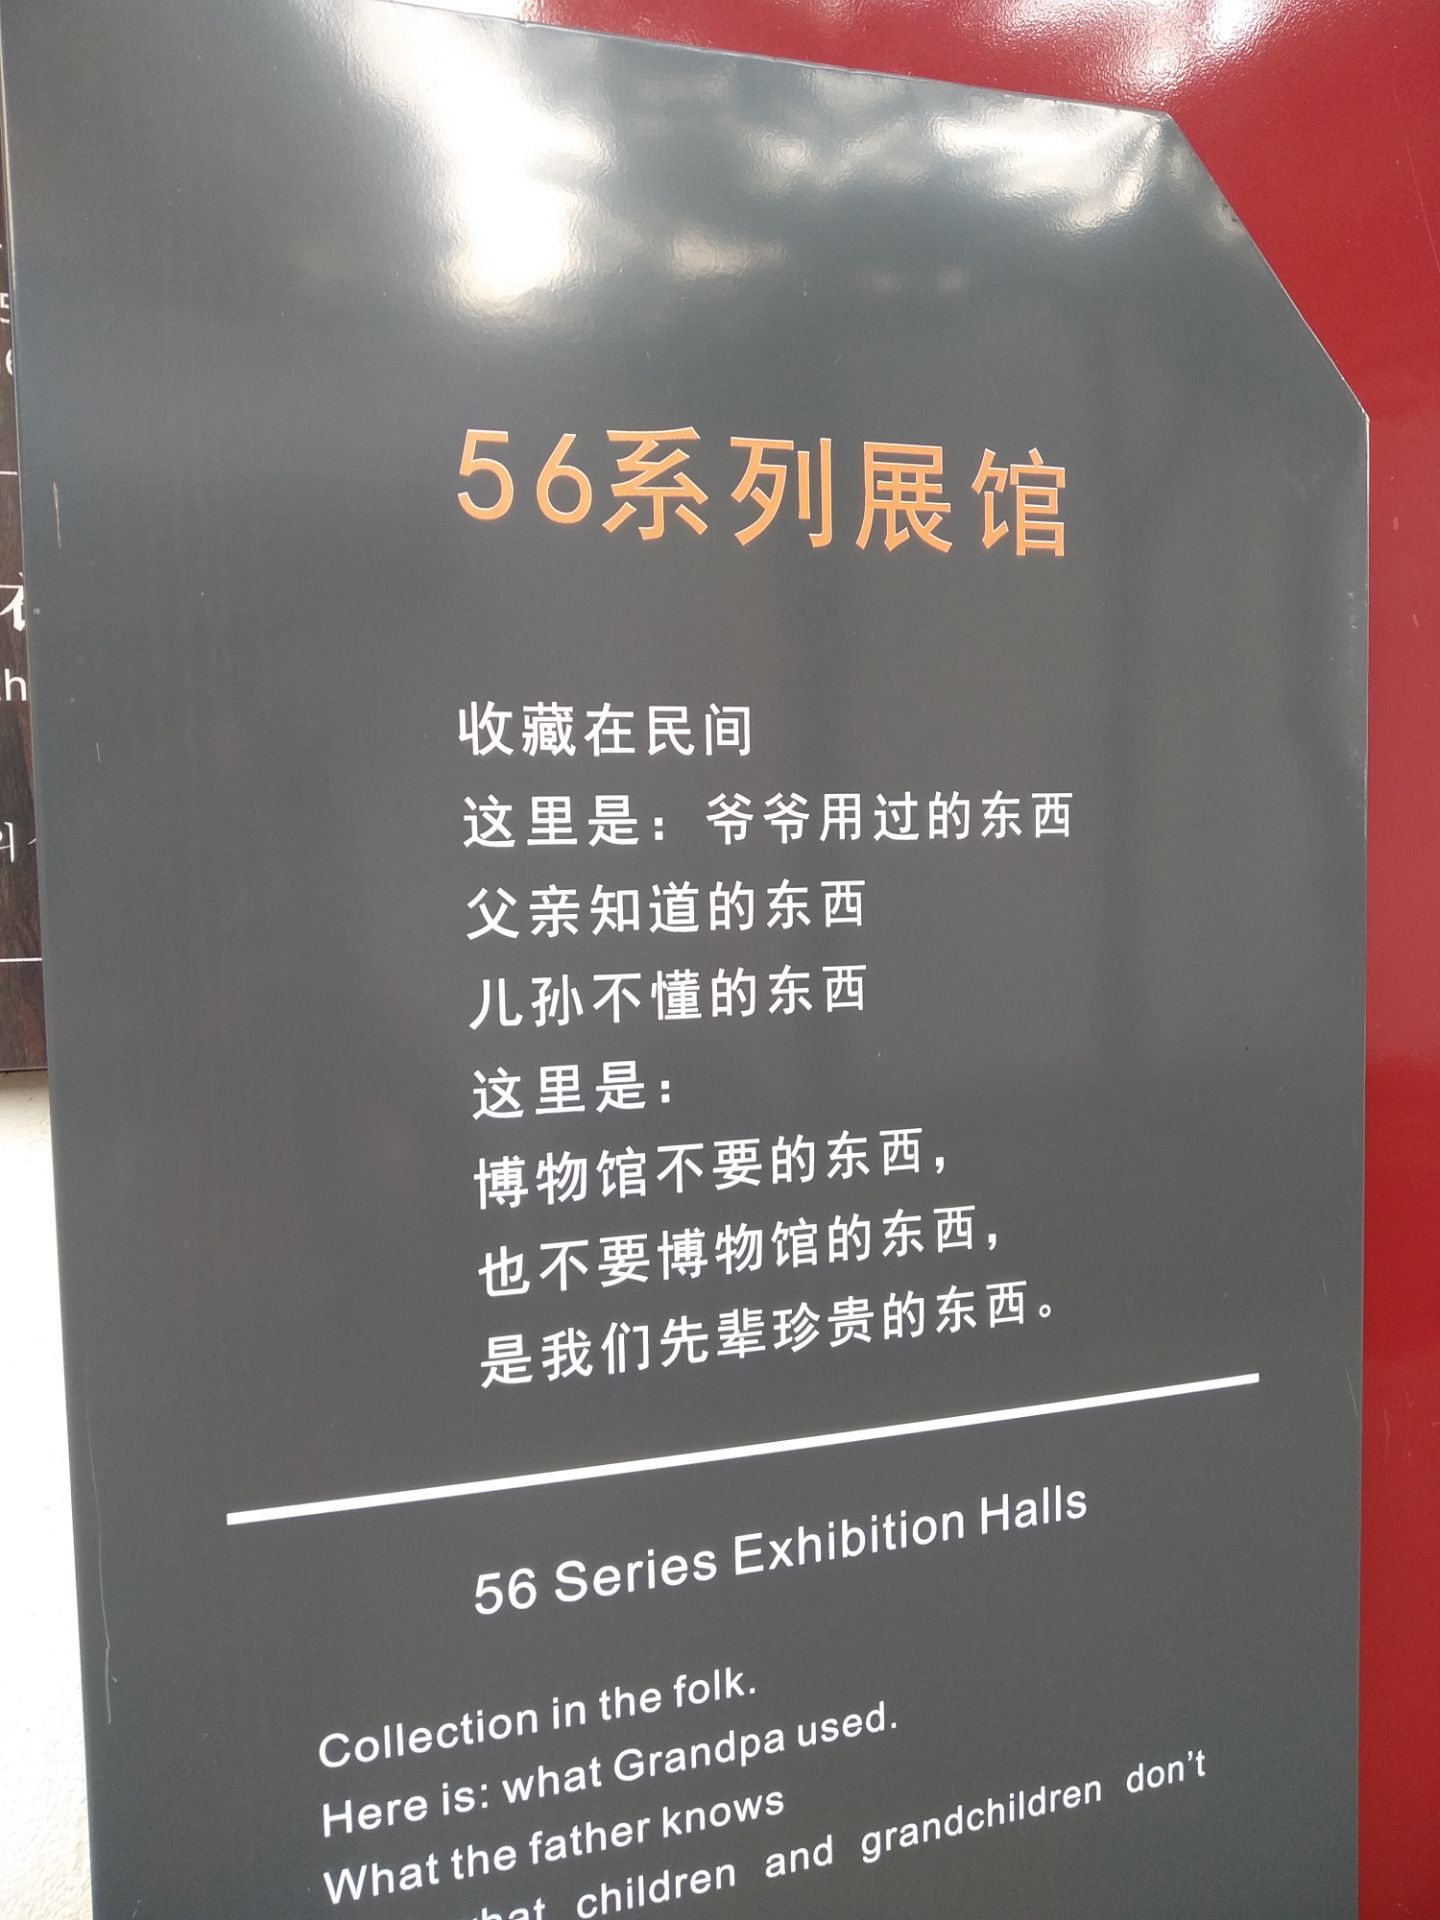 56系列展馆
收藏在民间
这里是：爷爷用过的东西
父亲知道的东西
儿孙不懂的东西
这里是：
博物馆不要的东西，
也不要博物馆的东西，
是我们先辈珍贵的东西。
56 Series Exhibition Halls
Collection in the folk.
Here is: what Grandpa used.
What the father knows
what children and grandchildren don't